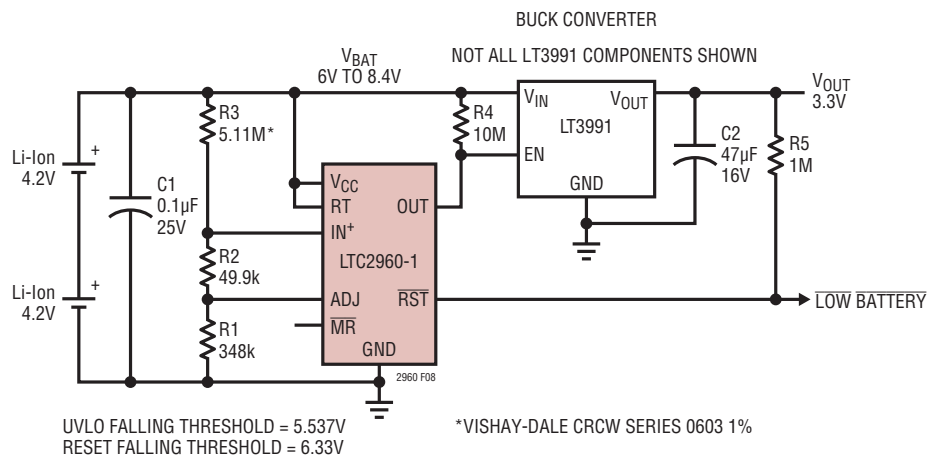 BUCK CONVERTER
NOT ALL LT3991 COMPONENTS SHOWN
VBAT
6V TO 8.4V
VOUT
3.3V
R3
5.11M*
R4
10M
VIN
VOUT
LT3991
EN
GND
C2
47µF
16V
R5
1M
Li-Ion
4.2V
+
C1
0.1µF
25V
VCC
RT
OUT
IN+
LTC2960-1
R2
49.9k
Li-Ion
4.2V
+
ADJ
RST
LOW BATTERY
R1
348k
MR
GND
2960 F08
UVLO FALLING THRESHOLD = 5.537V
RESET FALLING THRESHOLD = 6.33V
*VISHAY-DALE CRCW SERIES 0603 1%